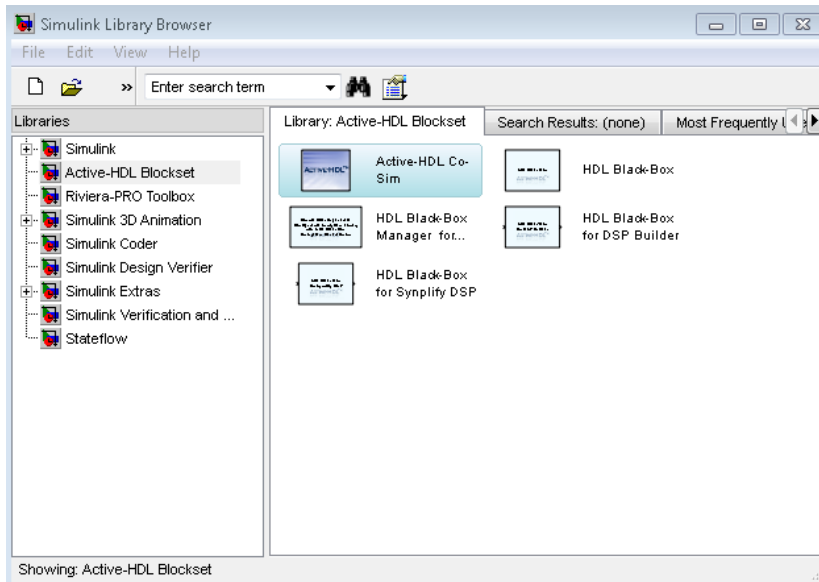 Simulink Library Browser
File Edit View Help
» Enter search term
Libraries
Simulink
Active-HDL Blockset
Riviera-PRO Toolbox
Simulink 3D Animation
Simulink Coder
Simulink Design Verifier
Simulink Extras
Simulink Verification and ...
Stateflow
Library: Active-HDL Blockset Search Results: (none) Most Frequently
Active-HDL Co-
Sim
HDL Black-Box
HDL Black-Box
Manager for...
HDL Black-Box
for DSP Builder
HDL Black-Box
for Synplify DSP
Showing: Active-HDL Blockset